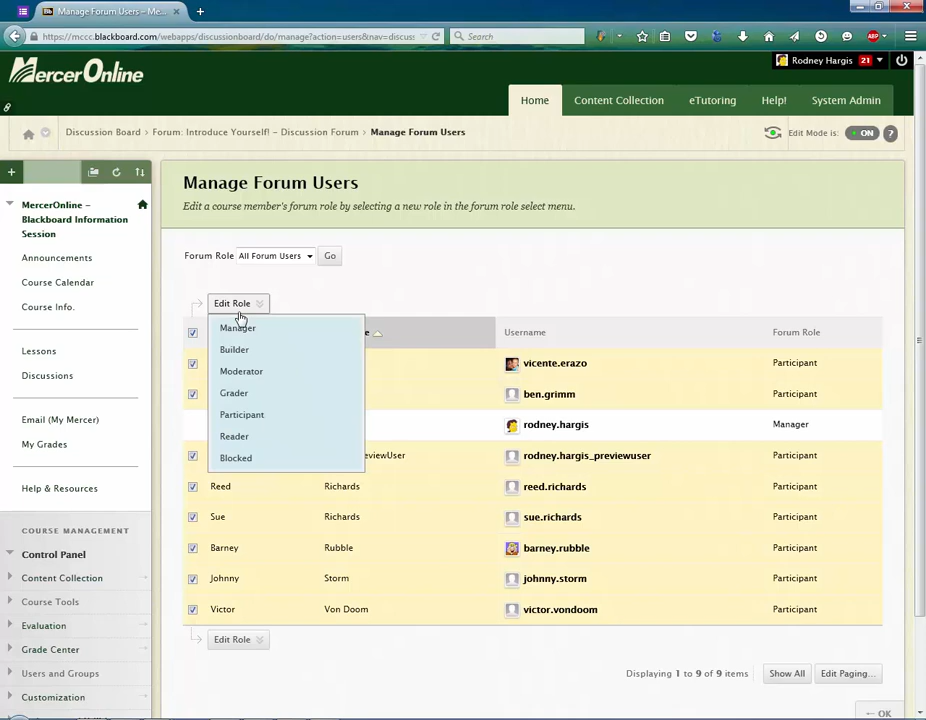 Manage Forum Users – Me...
https://mccc.blackboard.com/webapps/discussionboard/do/manage?action=users&nav=discuss
Search
ABP
MercerOnline
Rodney Hargis 21
Home
Content Collection
eTutoring
Help!
System Admin
Discussion Board > Forum: Introduce Yourself! – Discussion Forum > Manage Forum Users
Edit Mode is: ON ?
MercerOnline –
Blackboard Information
Session
Announcements
Course Calendar
Course Info.
Lessons
Discussions
Email (My Mercer)
My Grades
Help & Resources
COURSE MANAGEMENT
Control Panel
Content Collection
Course Tools
Evaluation
Grade Center
Users and Groups
Customization
Manage Forum Users
Edit a course member's forum role by selecting a new role in the forum role select menu.
Forum Role All Forum Users Go
Edit Role
Manager
Builder
Moderator
Grader
Participant
Reader
Blocked
e Username Forum Role
vicente.erazo Participant
ben.grimm Participant
rodney.hargis Manager
eviewUser rodney.hargis_previewuser Participant
Reed Richards reed.richards Participant
Sue Richards sue.richards Participant
Barney Rubble barney.rubble Participant
Johnny Storm johnny.storm Participant
Victor Von Doom victor.vondoom Participant
Edit Role
Displaying 1 to 9 of 9 items Show All Edit Paging...
← OK